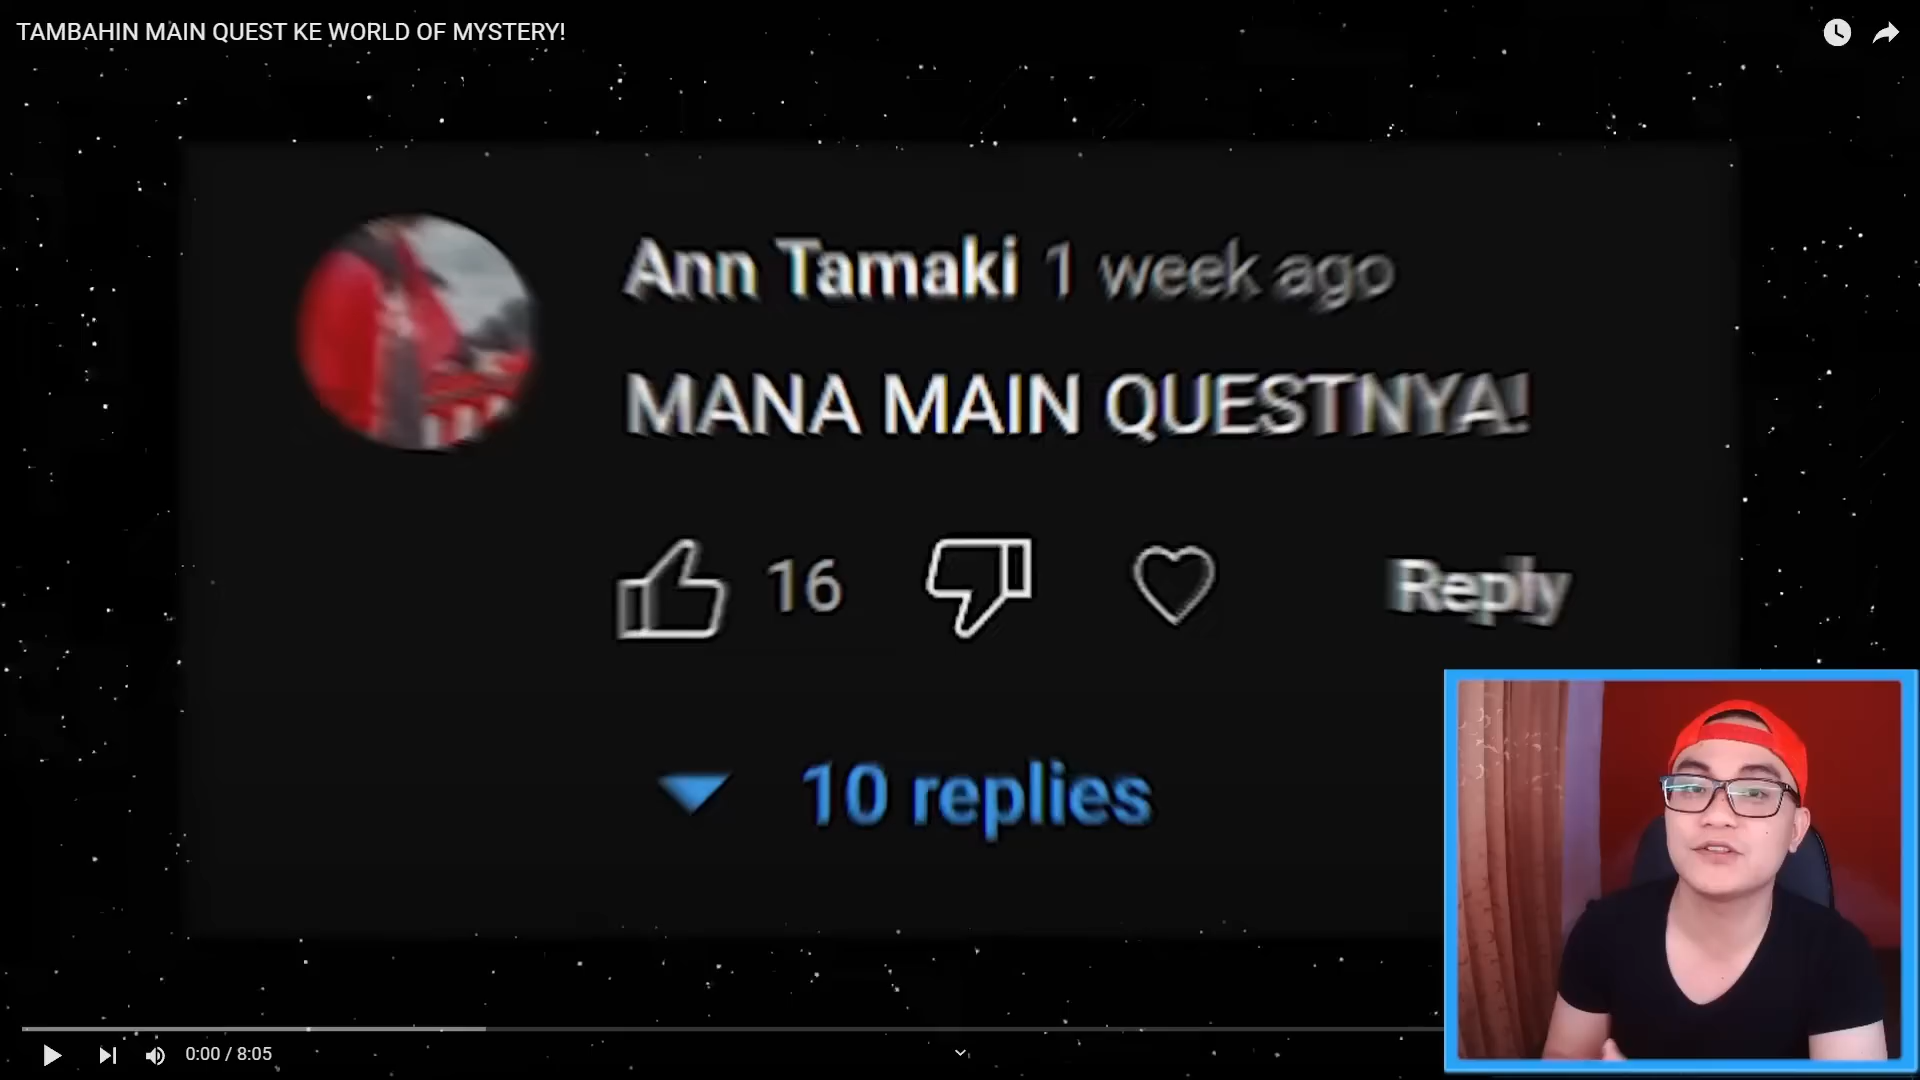 TAMBAHIN MAIN QUEST KE WORLD OF MYSTERY!
Ann Tamaki 1 week ago
MANA MAIN QUESTNYA!
16
Reply
10 replies
0:00 / 8:05